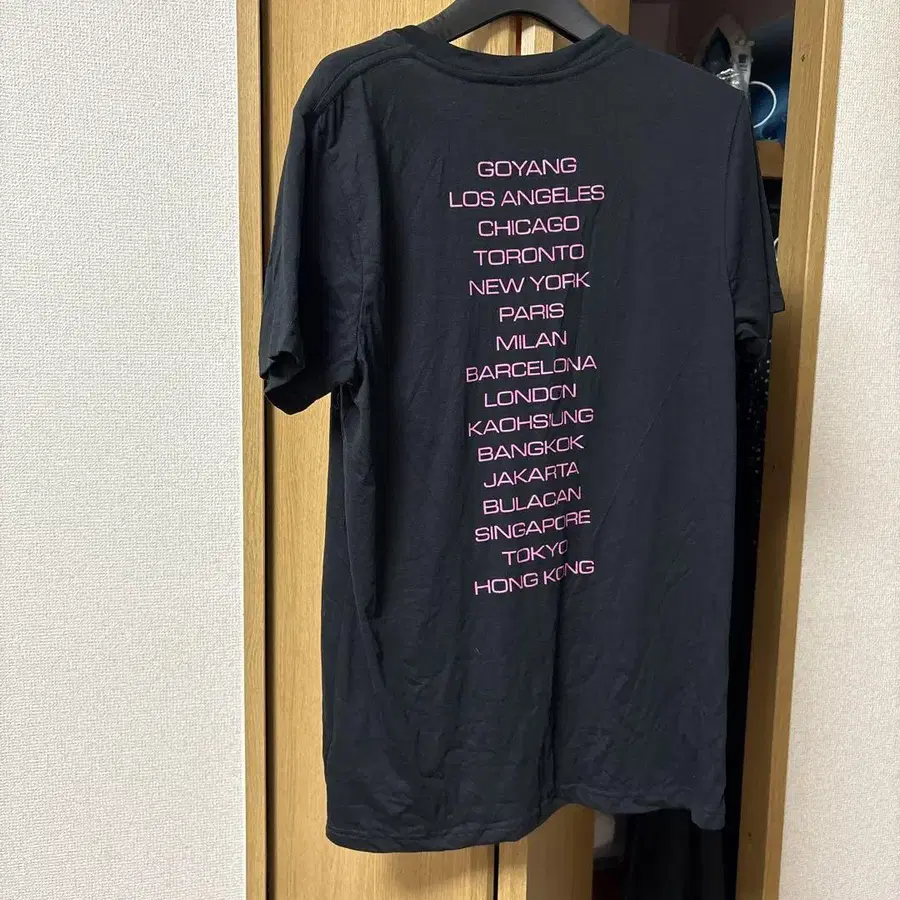 GOYANG
LOS ANGELES
CHICAGO
TORONTO
NEW YORK
PARIS
MILAN
BARCELONA
LONDON
KAOHSIUNG
BANGKOK
JAKARTA
BULACAN
SINGAPORE
TOKYO
HONG KONG